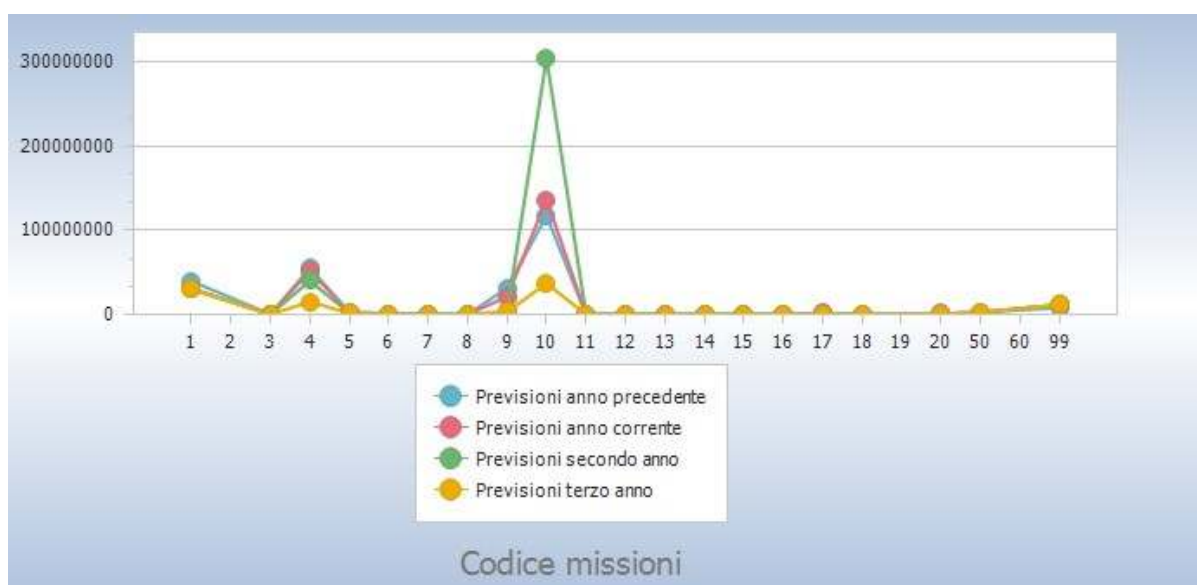 300000000
200000000
100000000
0
1 2 3 4 5 6 7 8 9 10 11 12 13 14 15 16 17 18 19 20 50 60 99
Previsioni anno precedente
Previsioni anno corrente
Previsioni secondo anno
Previsioni terzo anno
Codice missioni